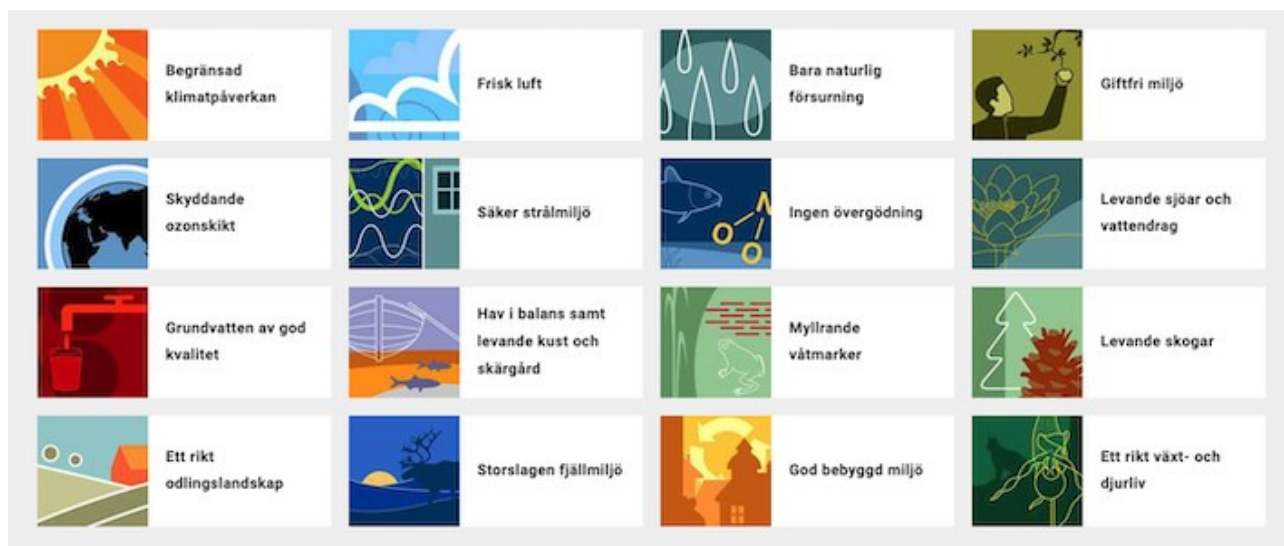 Begränsad
klimatpåverkan
Frisk luft
Bara naturlig
försurning
Giftfri miljö
Skyddande
ozonskikt
Säker strålmiljö
N
O
O
Ingen övergödning
Levande sjöar och
vattendrag
Grundvatten av god
kvalitet
Hav i balans samt
levande kust och
skärgård
Myllrande
våtmarker
Levande skogar
Ett rikt
odlingslandskap
Storslagen fjällmiljö
God bebyggd miljö
Ett rikt växt- och
djurliv